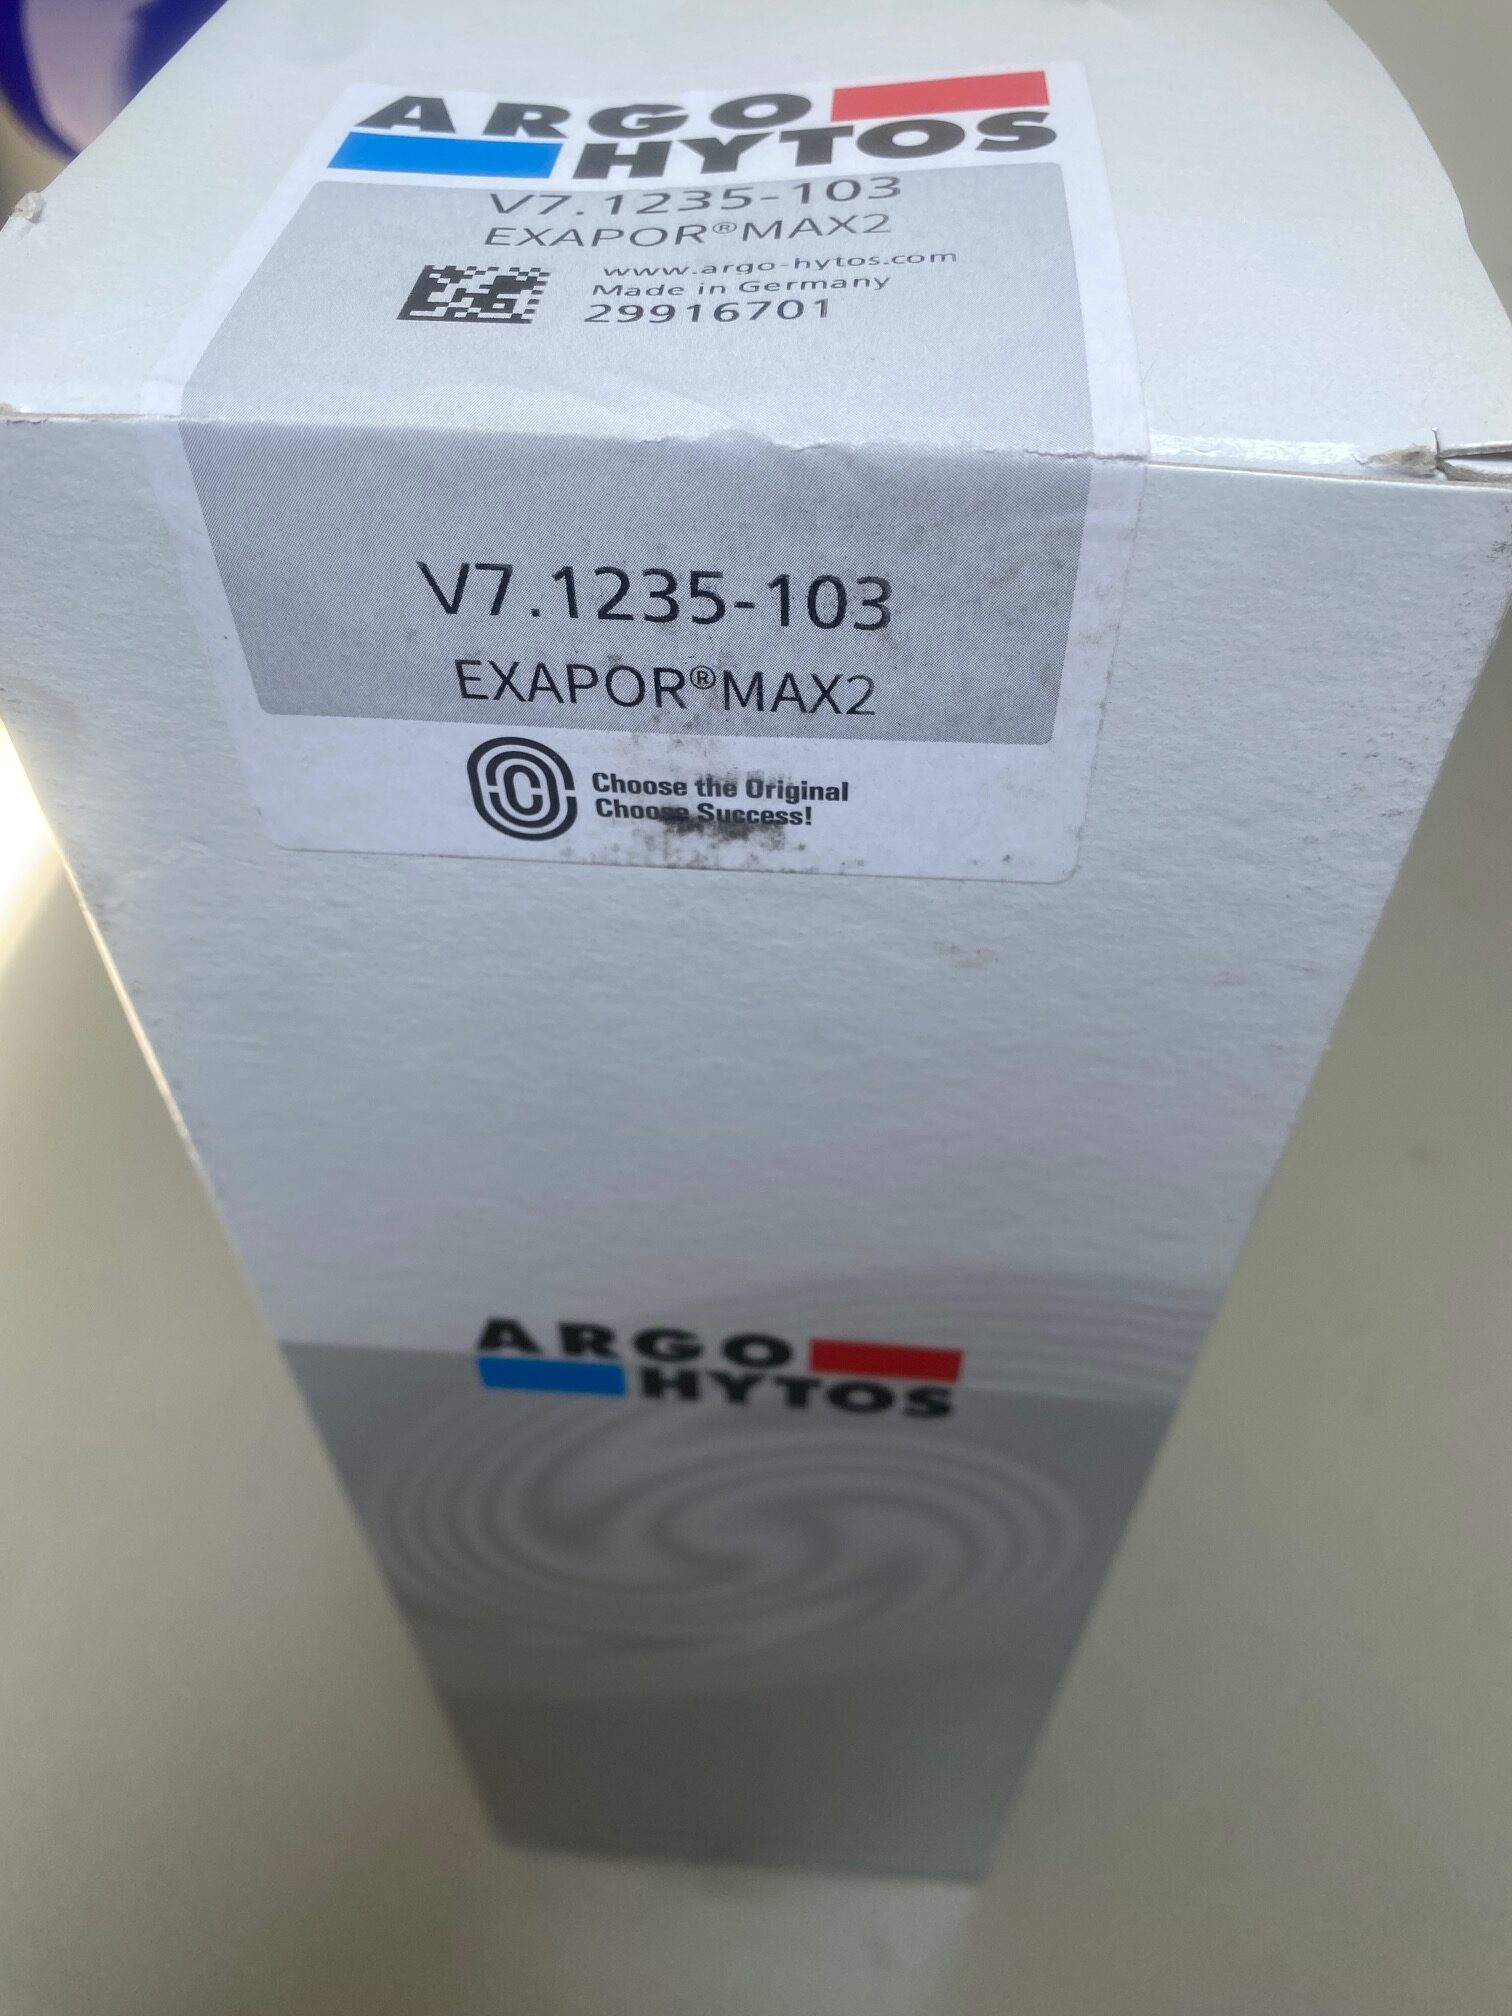 ARGO
HYTOS
V7.1235-103
EXAPOR®MAX2
www.argo-hytos.com
Made in Germany
29916701
V7.1235-103
EXAPOR®MAX2
Choose the Original
Choose Success!
ARGO
HYTOS